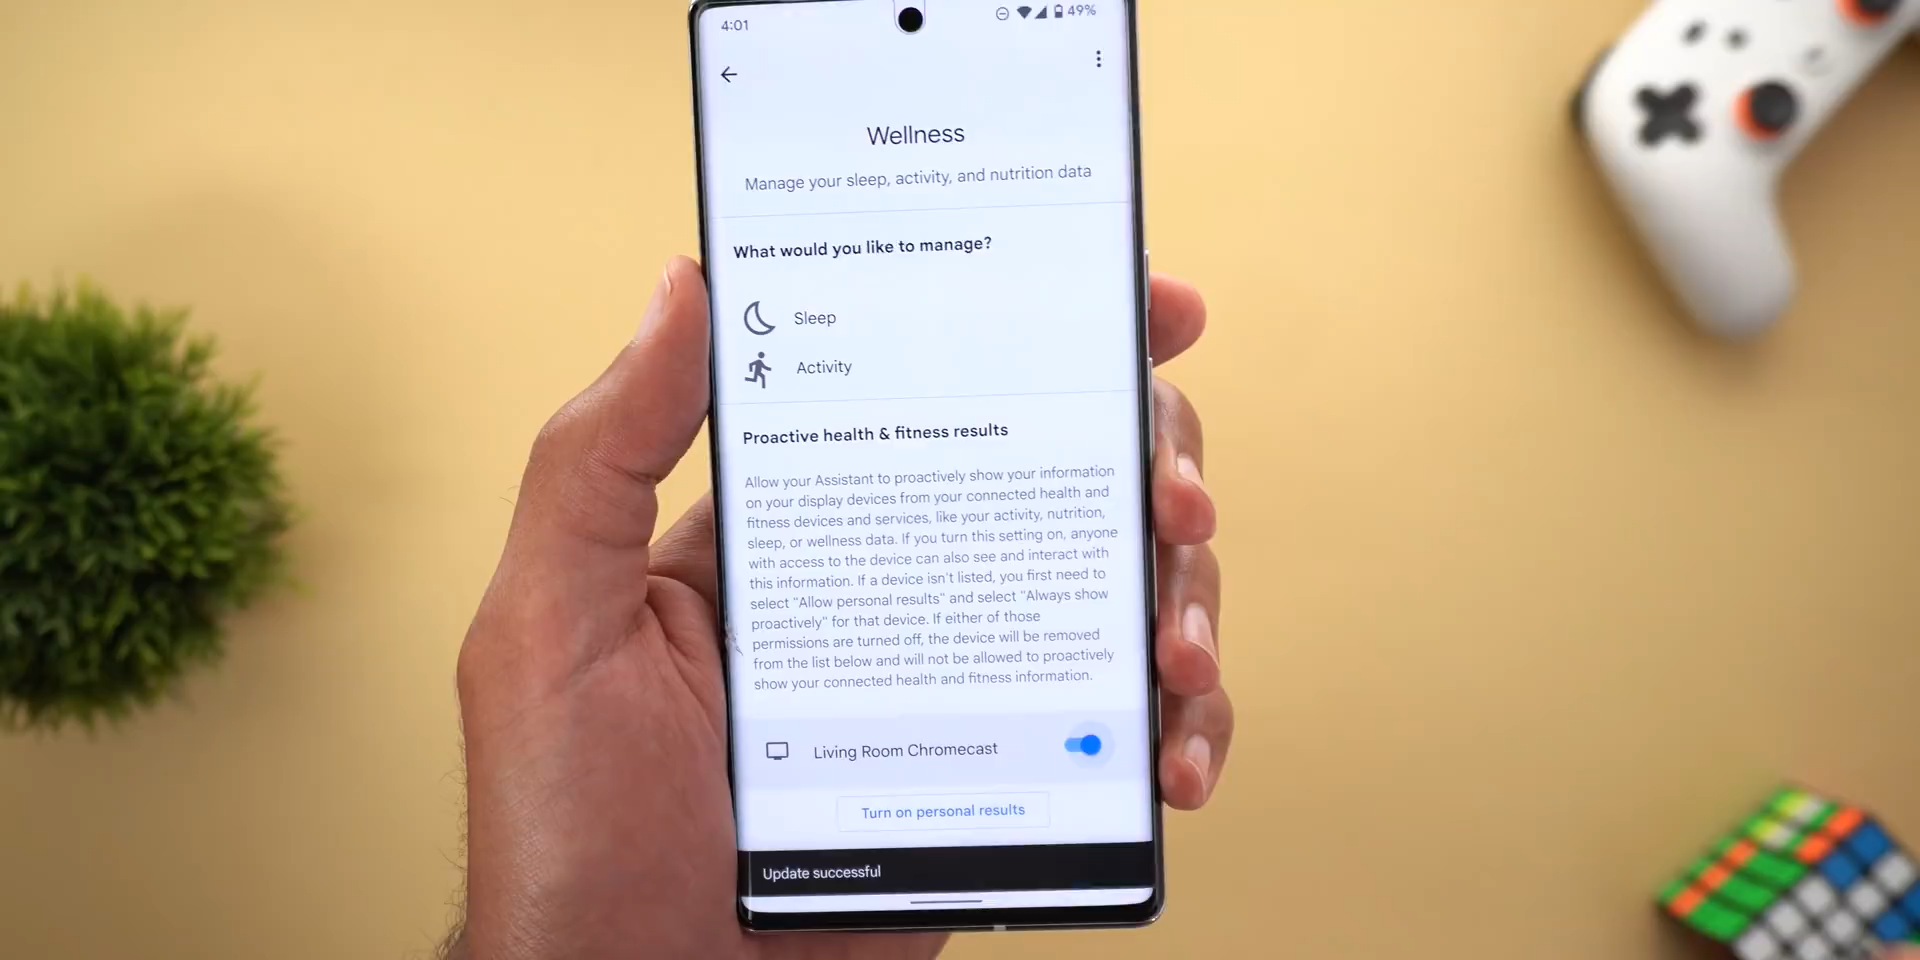 4:01
49%
Wellness
Manage your sleep, activity, and nutrition data
What would you like to manage?
Sleep
Activity
Proactive health & fitness results
Allow your Assistant to proactively show your information
on your display devices from your connected health and
fitness devices and services, like your activity, nutrition,
sleep, or wellness data. If you turn this setting on, anyone
with access to the device can also see and interact with
this information. If a device isn't listed, you first need to
select "Allow personal results" and select "Always show
proactively" for that device. If either of those
permissions are turned off, the device will be removed
from the list below and will not be allowed to proactively
show your connected health and fitness information.
Living Room Chromecast
Turn on personal results
Update successful